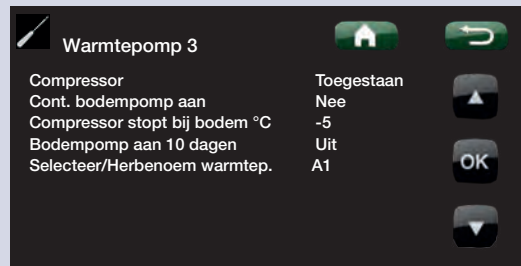 Warmtepomp 3
Compressor Toegestaan
Cont. bodempomp aan Nee
Compressor stopt bij bodem °C -5
Bodempomp aan 10 dagen Uit
Selecteer/Herbenoem warmtep. A1
OK